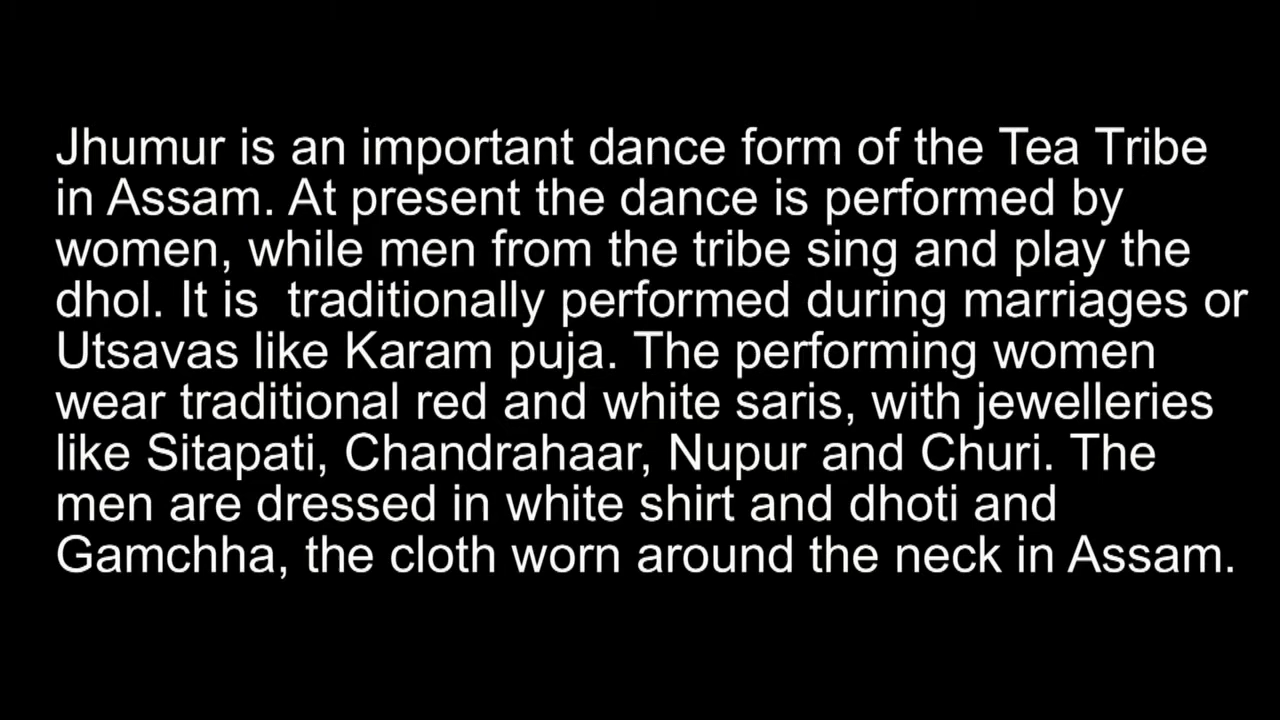 Jhumur is an important dance form of the Tea Tribe
in Assam. At present the dance is performed by
women, while men from the tribe sing and play the
dhol. It is  traditionally performed during marriages or
Utsavas like Karam puja. The performing women
wear traditional red and white saris, with jewelleries
like Sitapati, Chandrahaar, Nupur and Churi. The
men are dressed in white shirt and dhoti and
Gamchha, the cloth worn around the neck in Assam.